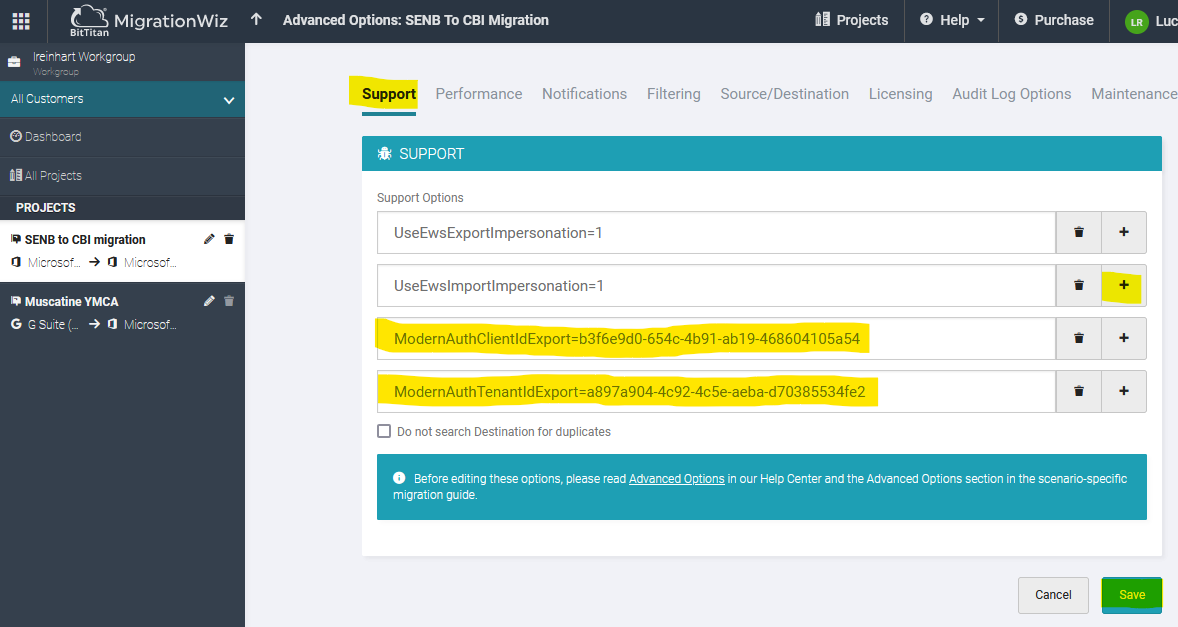 BitTitan
MigrationWiz
Advanced Options: SENB To CBI Migration
Projects
Help
Purchase
LR
Luc
Ireinhart Workgroup
Workgroup
All Customers
Dashboard
All Projects
PROJECTS
SENB to CBI migration
Microsof... → Microsof...
Muscatine YMCA
G Suite (... → Microsof...
Support
Performance
Notifications
Filtering
Source/Destination
Licensing
Audit Log Options
Maintenance
SUPPORT
Support Options
UseEwsExportImpersonation=1
UseEwsImportImpersonation=1
ModernAuthClientIdExport=b3f6e9d0-654c-4b91-ab19-468604105a54
ModernAuthTenantIdExport=a897a904-4c92-4c5e-aeba-d70385534fe2
Do not search Destination for duplicates
Before editing these options, please read Advanced Options in our Help Center and the Advanced Options section in the scenario-specific
migration guide.
Cancel
Save